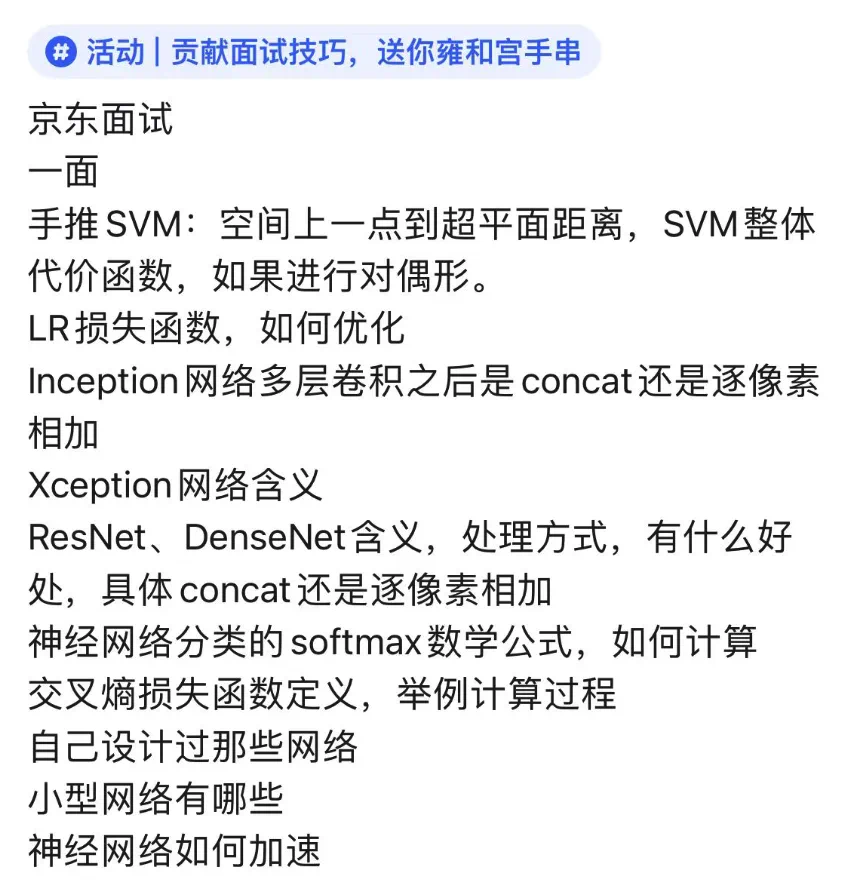 # 活动 | 贡献面试技巧，送你雍和宫手串
京东面试
一面
手推SVM：空间上一点到超平面距离，SVM整体
代价函数，如果进行对偶形。
LR损失函数，如何优化
Inception网络多层卷积之后是concat还是逐像素
相加
Xception网络含义
ResNet、DenseNet含义，处理方式，有什么好
处，具体concat还是逐像素相加
神经网络分类的softmax数学公式，如何计算
交叉熵损失函数定义，举例计算过程
自己设计过那些网络
小型网络有哪些
神经网络如何加速